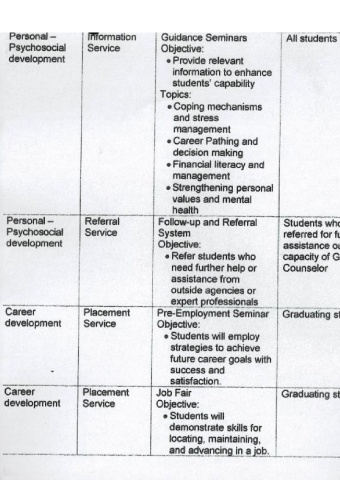 Personal –
Psychosocial
development
Information
Service
Guidance Seminars
Objective:
• Provide relevant
information to enhance
students' capability
Topics:
• Coping mechanisms
and stress
management
• Career Pathing and
decision making
• Financial literacy and
management
• Strengthening personal
values and mental
health
All students
Personal –
Psychosocial
development
Referral
Service
Follow-up and Referral
System
Objective:
• Refer students who
need further help or
assistance from
outside agencies or
expert professionals
Students who
referred for fu
assistance ou
capacity of G
Counselor
Career
development
Placement
Service
Pre-Employment Seminar
Objective:
• Students will employ
strategies to achieve
future career goals with
success and
satisfaction.
Graduating st
Career
development
Placement
Service
Job Fair
Objective:
• Students will
demonstrate skills for
locating, maintaining,
and advancing in a job.
Graduating st